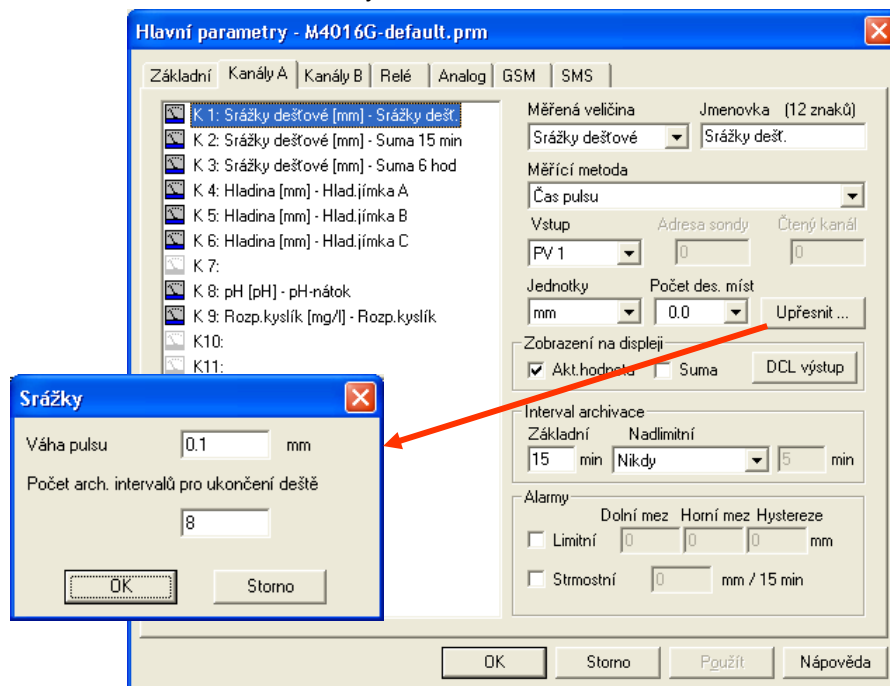 Hlavní parametry - M4016G-default.prm
Základní Kanály A Kanály B Relé Analog GSM SMS
K 1: Srážky dešťové [mm] - Srážky dešť.
K 2: Srážky dešťové [mm] - Suma 15 min
K 3: Srážky dešťové [mm] - Suma 6 hod
K 4: Hladina [mm] - Hlad.jímka A
K 5: Hladina [mm] - Hlad.jímka B
K 6: Hladina [mm] - Hlad.jímka C
K 7:
K 8: pH [pH] - pH-nátok
K 9: Rozp.kyslík [mg/l] - Rozp.kyslík
K10:
K11:
Měřená veličina Jmenovka (12 znaků)
Srážky dešťové Srážky dešť.
Měřící metoda
Čas pulsu
Vstup Adresa sondy Čtený kanál
PV 1 0 0
Jednotky Počet des. míst
mm 0.0 Upřesnit ...
Zobrazení na displeji
Akt.hodnota Suma DCL výstup
Interval archivace
Základní Nadlimitní
15 min Nikdy 5 min
Alarmy
Dolní mez Horní mez Hystereze
Limitní 0 0 0 mm
Strmostní 0 mm / 15 min
OK Storno Použít Nápověda
Srážky
Váha pulsu 0.1 mm
Počet arch. intervalů pro ukončení deště
8
OK Storno